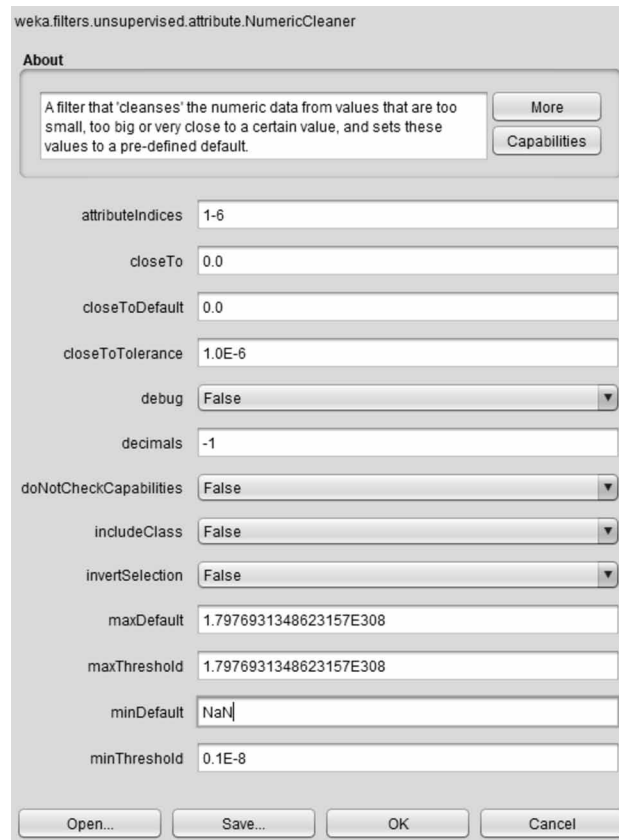 weka.filters.unsupervised.attribute.NumericCleaner
About
A filter that 'cleanses' the numeric data from values that are too
small, too big or very close to a certain value, and sets these
values to a pre-defined default.
More
Capabilities
attributeIndices 1-6
closeTo 0.0
closeToDefault 0.0
closeToTolerance 1.0E-6
debug False
decimals -1
doNotCheckCapabilities False
includeClass False
invertSelection False
maxDefault 1.7976931348623157E308
maxThreshold 1.7976931348623157E308
minDefault NaN
minThreshold 0.1E-8
Open... Save... OK Cancel